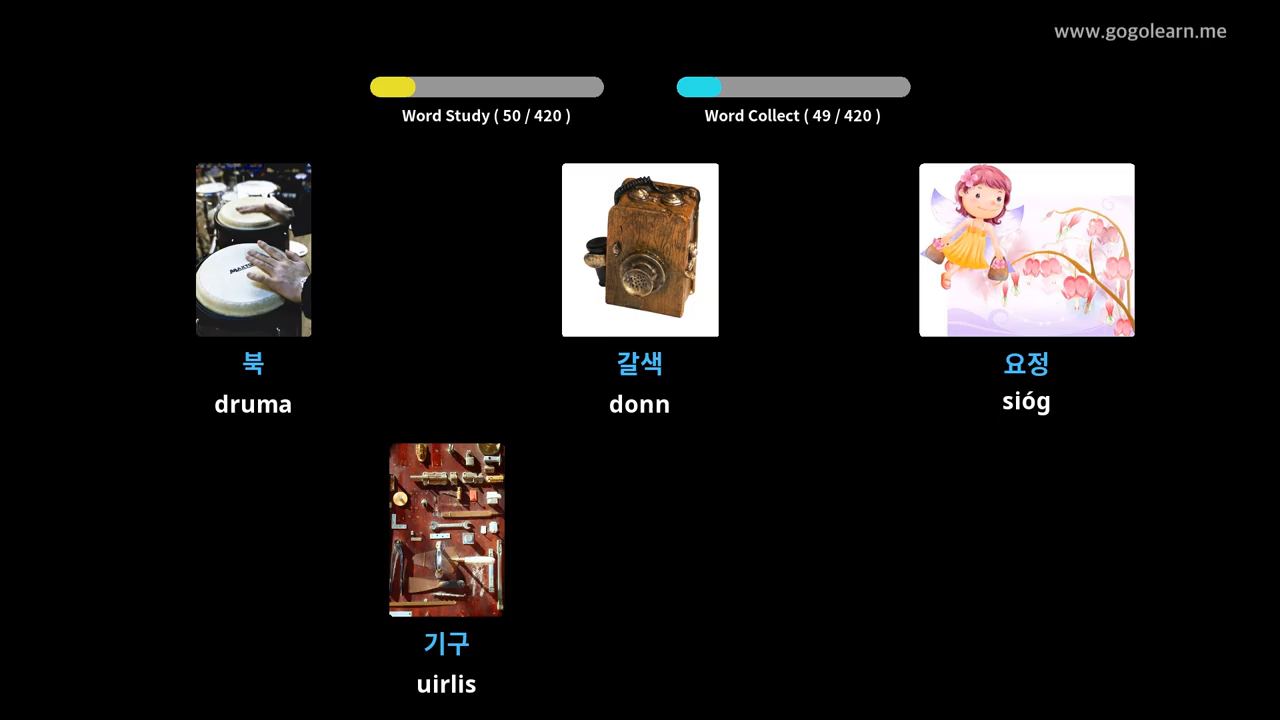 www.gogolearn.me
Word Study ( 50 / 420 )
Word Collect ( 49 / 420 )
북
갈색
요정
druma
donn
sióg
기구
uirlis